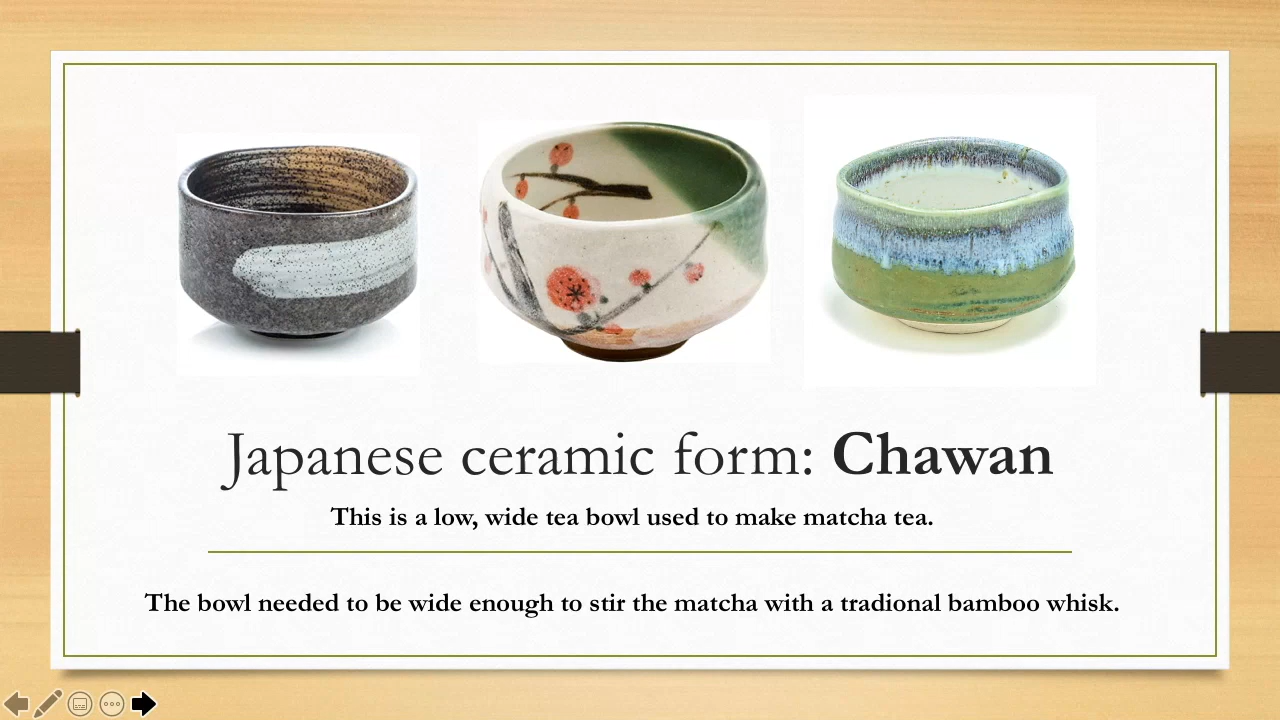 Japanese ceramic form: Chawan
This is a low, wide tea bowl used to make matcha tea.
The bowl needed to be wide enough to stir the matcha with a tradional bamboo whisk.